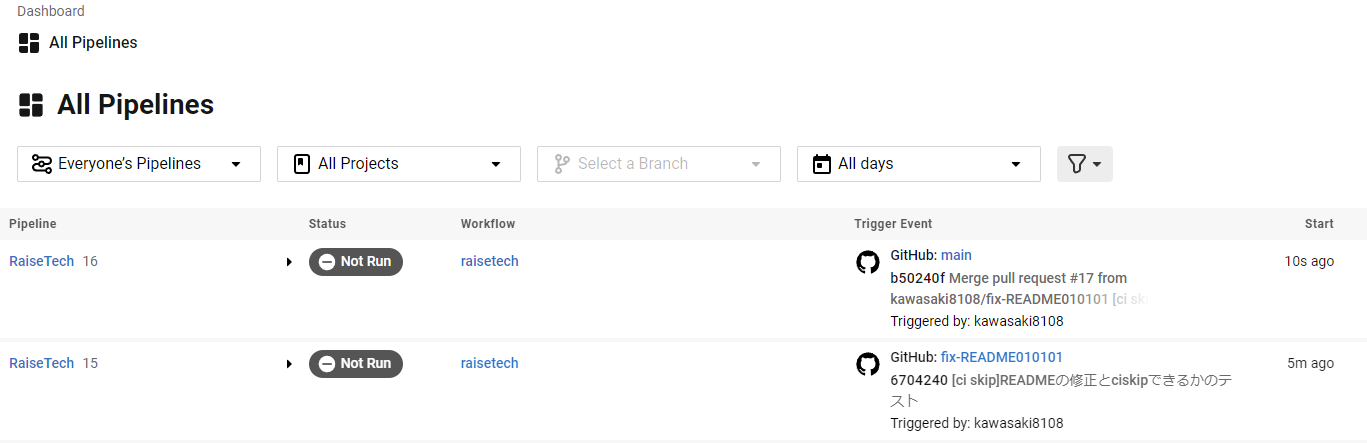 Dashboard
All Pipelines
All Pipelines
Everyone's Pipelines
All Projects
Select a Branch
All days
Pipeline Status Workflow Trigger Event Start
RaiseTech 16 Not Run raisetech GitHub: main 10s ago
b50240f Merge pull request #17 from
kawasaki8108/fix-README010101 [ci sk
Triggered by: kawasaki8108
RaiseTech 15 Not Run raisetech GitHub: fix-README010101 5m ago
6704240 [ci skip]READMEの修正とciskipできるかのテ
スト
Triggered by: kawasaki8108